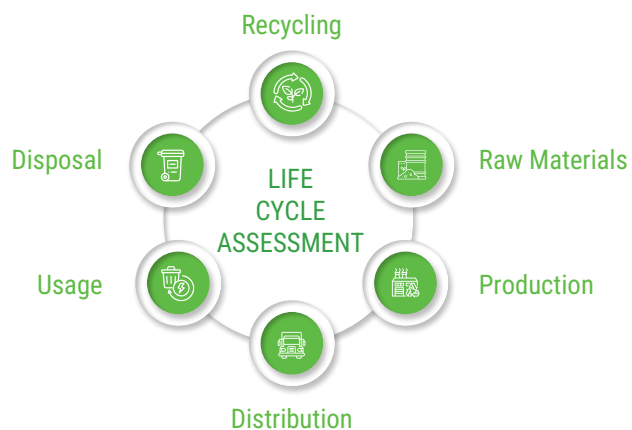 Recycling
Disposal
Raw Materials
LIFE
CYCLE
ASSESSMENT
Usage
Production
Distribution